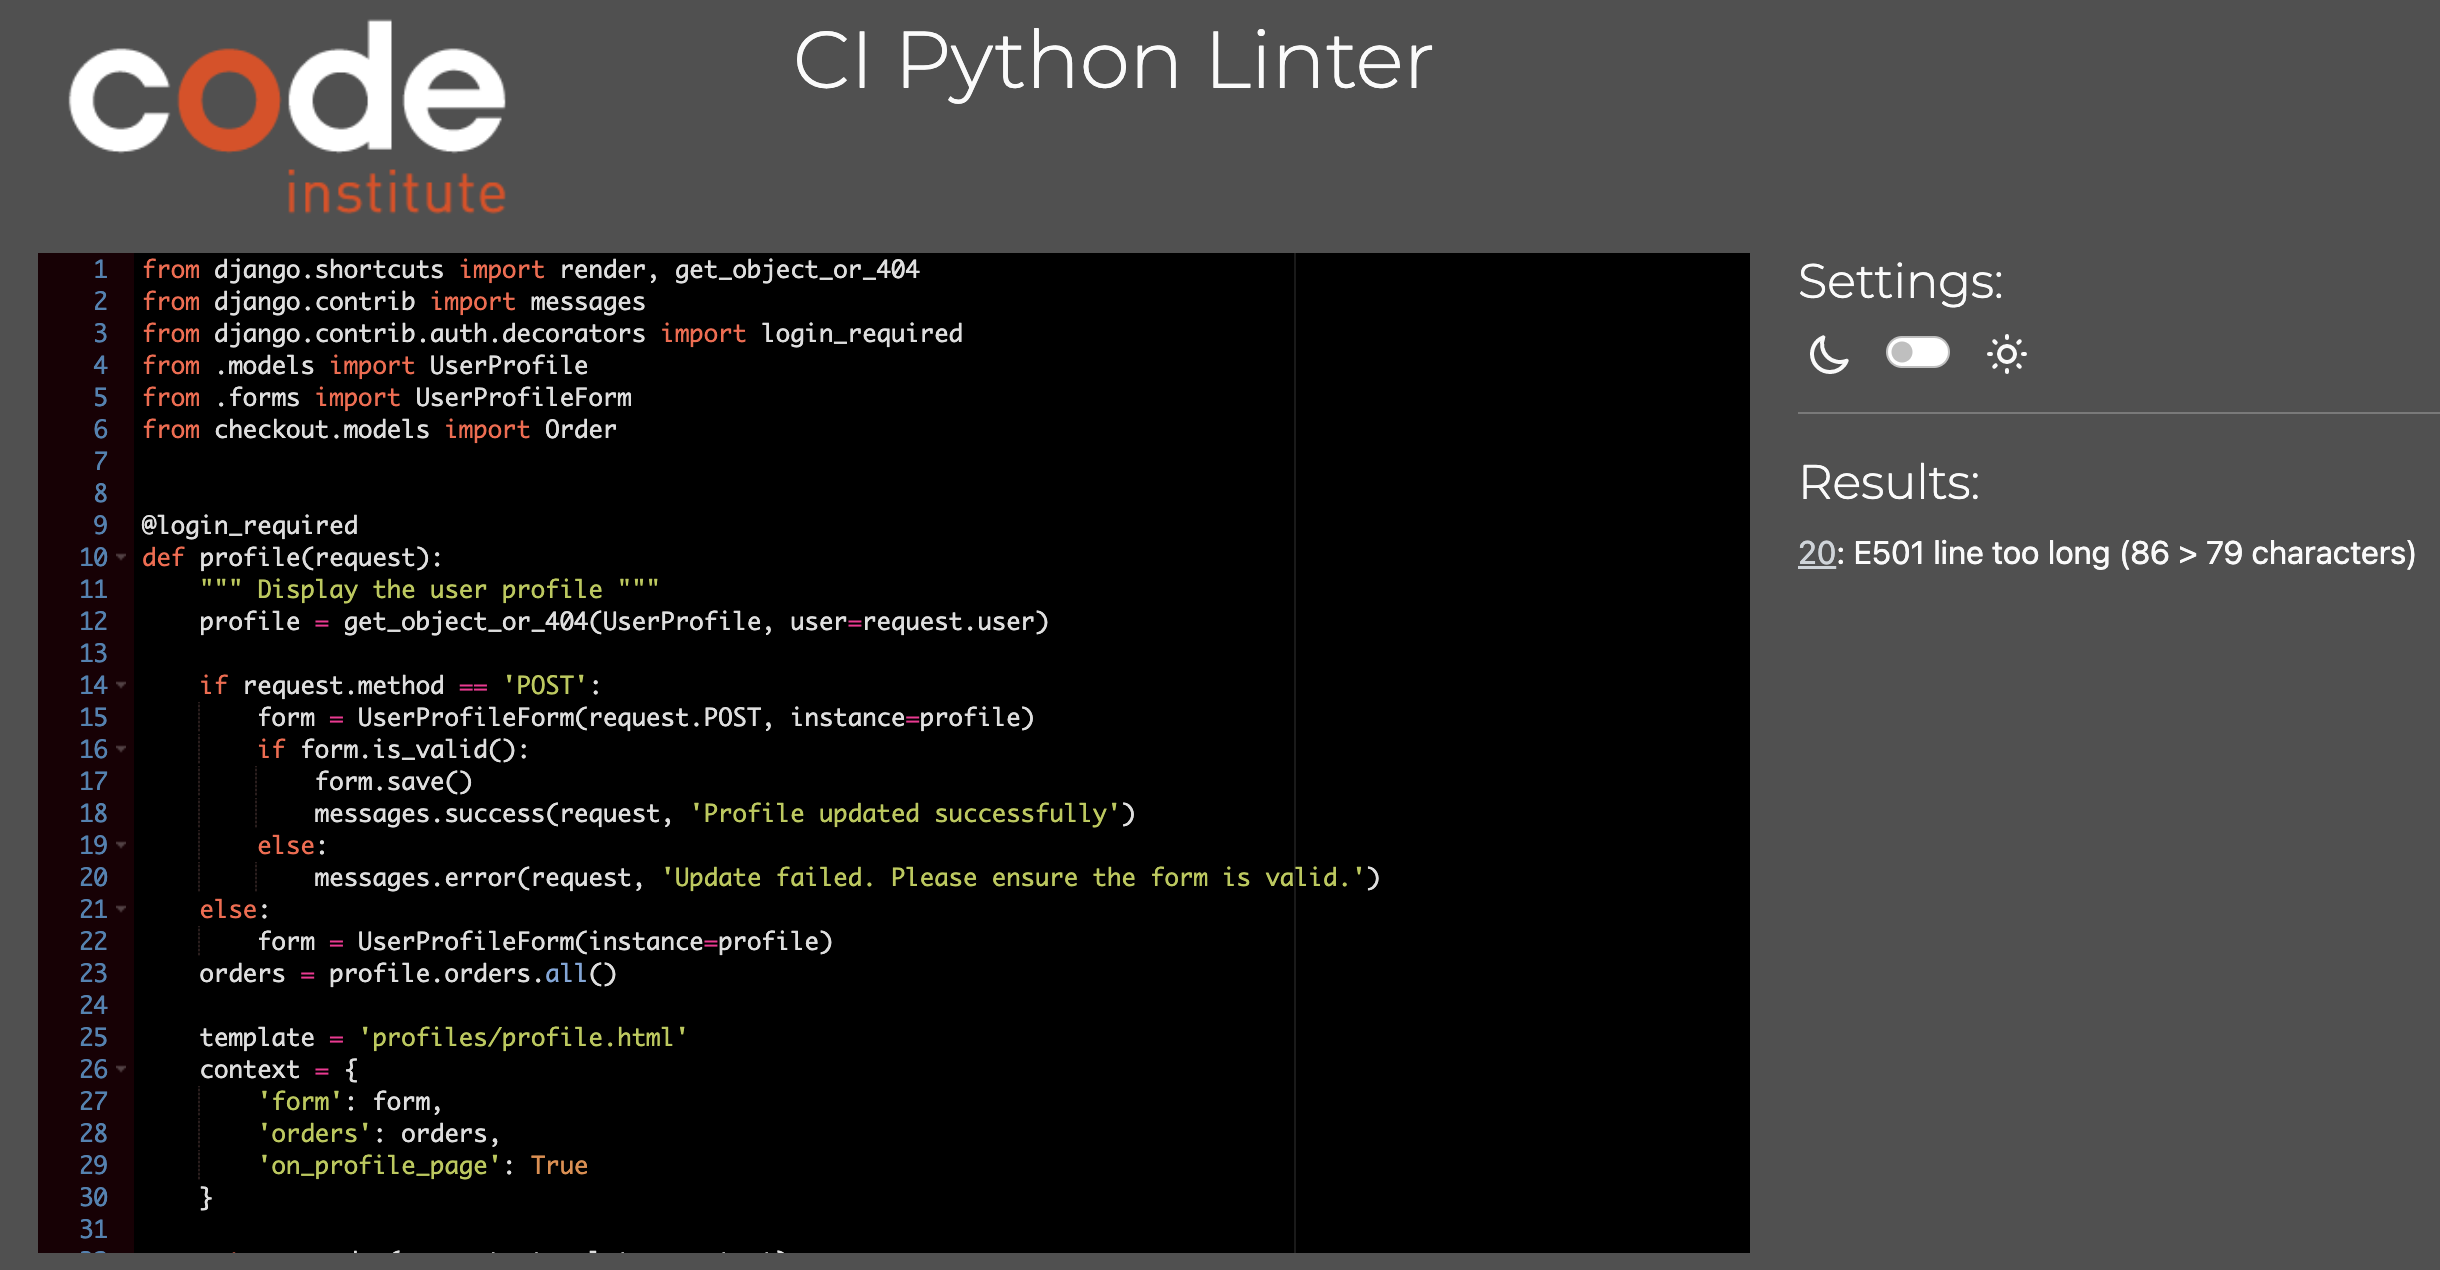 code
institute
CI Python Linter
1 from django.shortcuts import render, get_object_or_404
2 from django.contrib import messages
3 from django.contrib.auth.decorators import login_required
4 from .models import UserProfile
5 from .forms import UserProfileForm
6 from checkout.models import Order
7
8
9 @login_required
10 def profile(request):
11     """ Display the user profile """
12     profile = get_object_or_404(UserProfile, user=request.user)
13
14     if request.method == 'POST':
15         form = UserProfileForm(request.POST, instance=profile)
16         if form.is_valid():
17             form.save()
18             messages.success(request, 'Profile updated successfully')
19         else:
20             messages.error(request, 'Update failed. Please ensure the form is valid.')
21     else:
22         form = UserProfileForm(instance=profile)
23     orders = profile.orders.all()
24
25     template = 'profiles/profile.html'
26     context = {
27         'form': form,
28         'orders': orders,
29         'on_profile_page': True
30     }
31
Settings:
Results:
20: E501 line too long (86 > 79 characters)